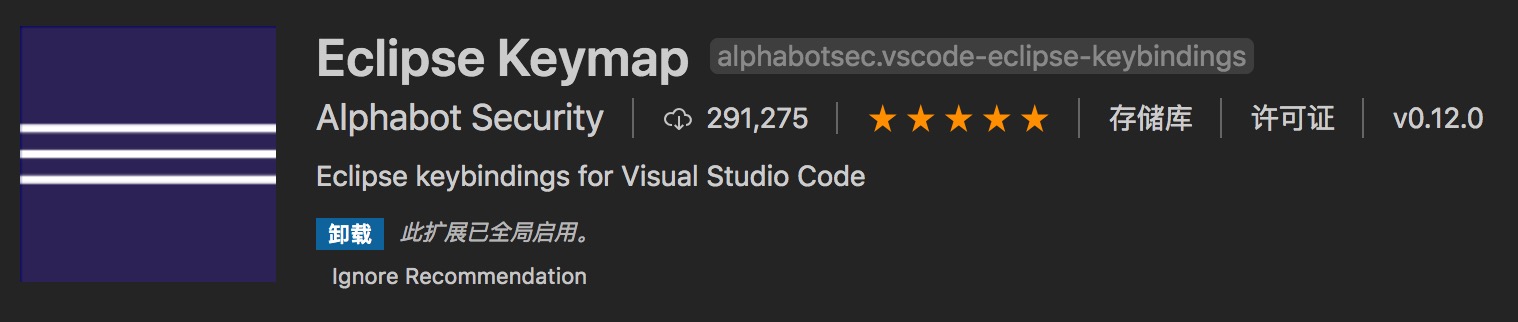 Eclipse Keymap alphabotsec.vscode-eclipse-keybindings
Alphabot Security 291,275 存储库 许可证 v0.12.0
Eclipse keybindings for Visual Studio Code
卸载 此扩展已全局启用。
Ignore Recommendation